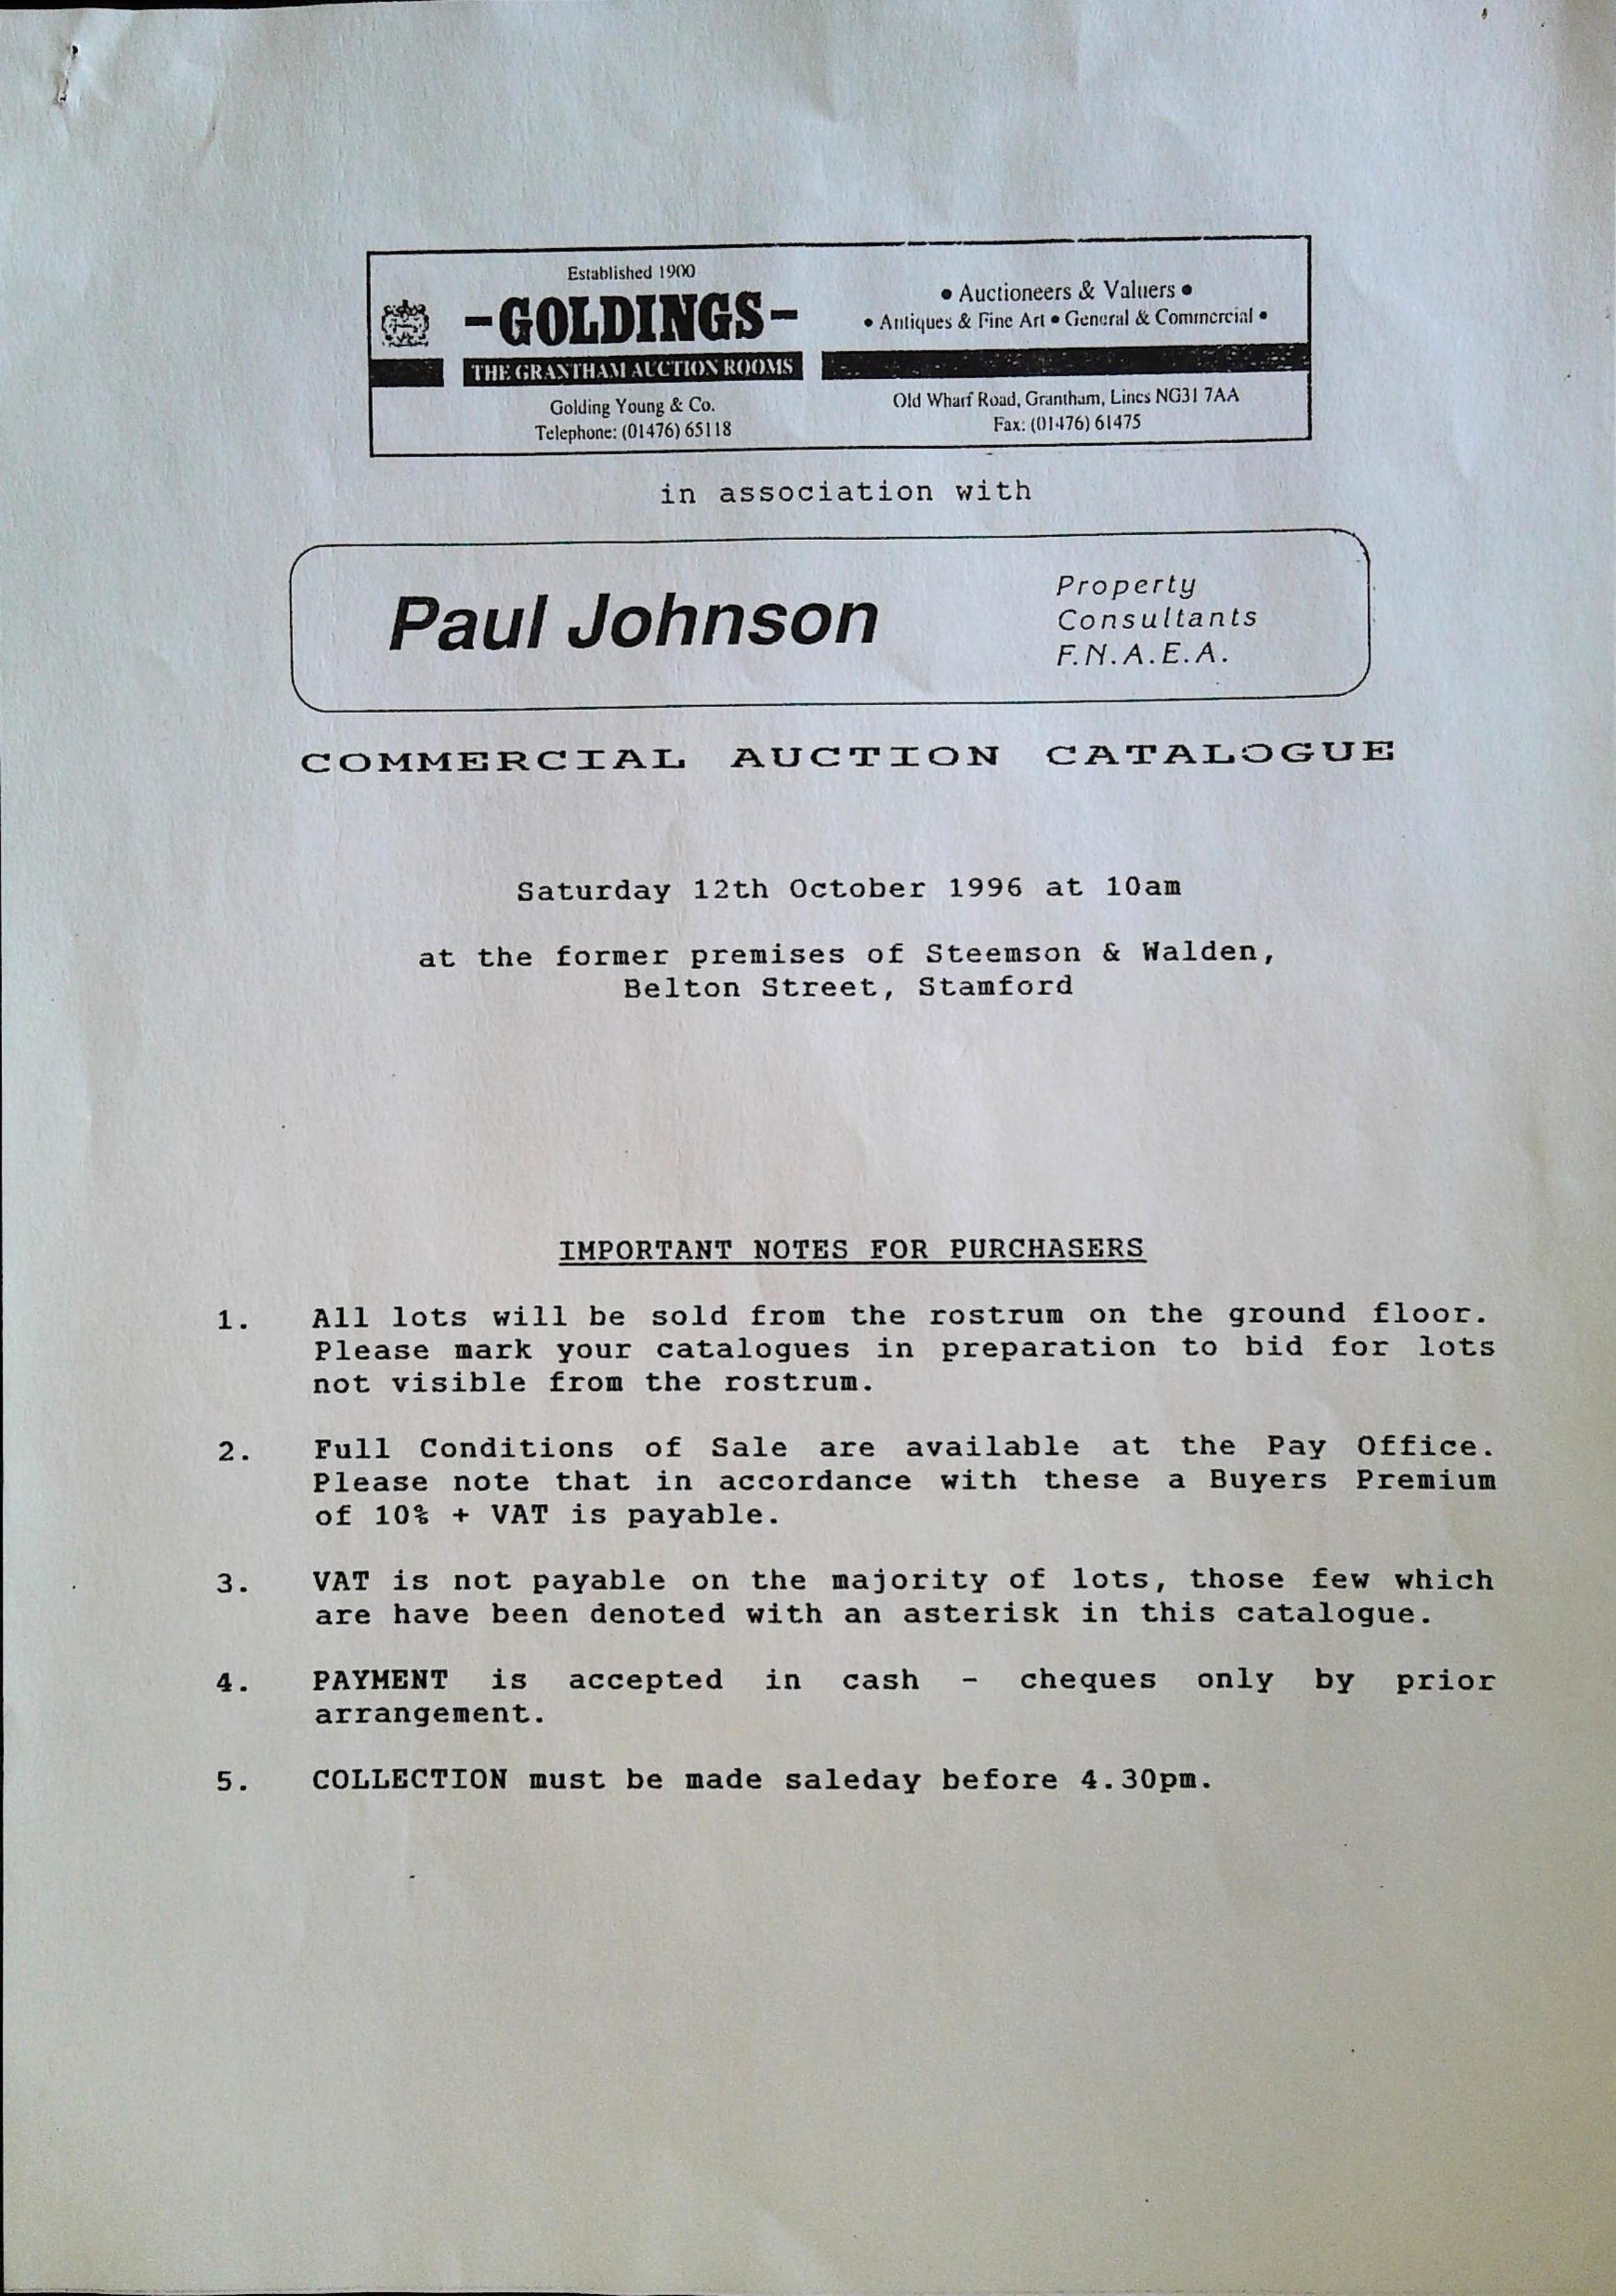 Established 1900
-GOLDINGS-
THE GRANTHAM AUCTION ROOMS
Golding Young & Co.
Telephone: (01476) 65118
• Auctioneers & Valuers •
• Antiques & Fine Art • General & Commercial •
Old Wharf Road, Grantham, Lincs NG31 7AA
Fax: (01476) 61475
in association with
Paul Johnson
Property
Consultants
F.N.A.E.A.
COMMERCIAL AUCTION CATALOGUE
Saturday 12th October 1996 at 10am
at the former premises of Steemson & Walden,
Belton Street, Stamford
IMPORTANT NOTES FOR PURCHASERS
1. All lots will be sold from the rostrum on the ground floor.
Please mark your catalogues in preparation to bid for lots
not visible from the rostrum.
2. Full Conditions of Sale are available at the Pay Office.
Please note that in accordance with these a Buyers Premium
of 10% + VAT is payable.
3. VAT is not payable on the majority of lots, those few which
are have been denoted with an asterisk in this catalogue.
4. PAYMENT is accepted in cash - cheques only by prior
arrangement.
5. COLLECTION must be made saleday before 4.30pm.